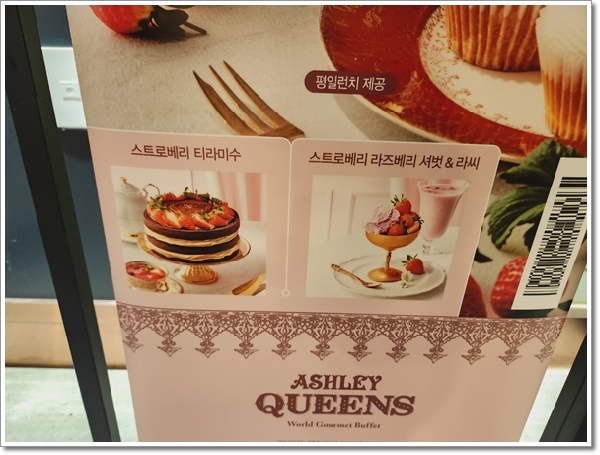 평일런치 제공
스트로베리 티라미수
스트로베리 라즈베리 셔벗 & 라씨
ASHLEY
QUEENS
World Gourmet Buffet